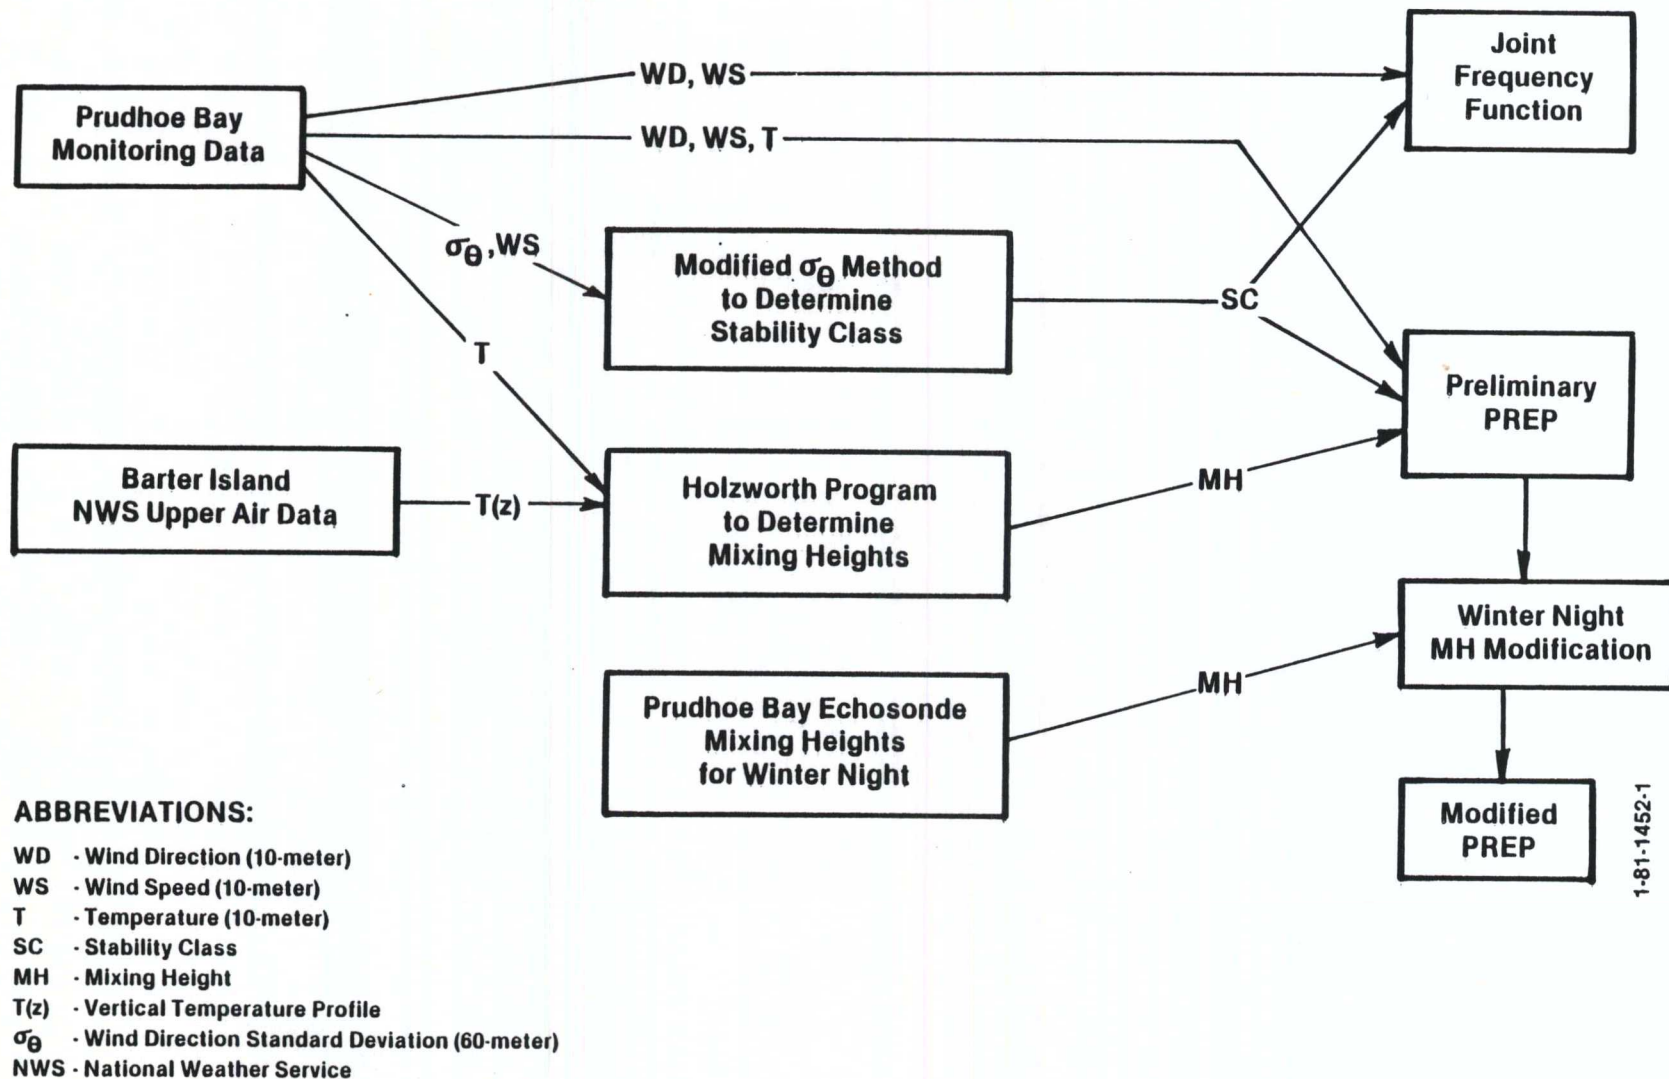 Joint
Frequency
Function
WD, WS
Prudhoe Bay
Monitoring Data
WD, WS, T
σθ,WS
Modified σθ Method
to Determine
Stability Class
SC
T
Preliminary
PREP
Barter Island
NWS Upper Air Data
T(z)
Holzworth Program
to Determine
Mixing Heights
MH
Winter Night
MH Modification
Prudhoe Bay Echosonde
Mixing Heights
for Winter Night
MH
Modified
PREP
1-81-1452-1
ABBREVIATIONS:
WD - Wind Direction (10-meter)
WS - Wind Speed (10-meter)
T - Temperature (10-meter)
SC - Stability Class
MH - Mixing Height
T(z) - Vertical Temperature Profile
σθ - Wind Direction Standard Deviation (60-meter)
NWS - National Weather Service